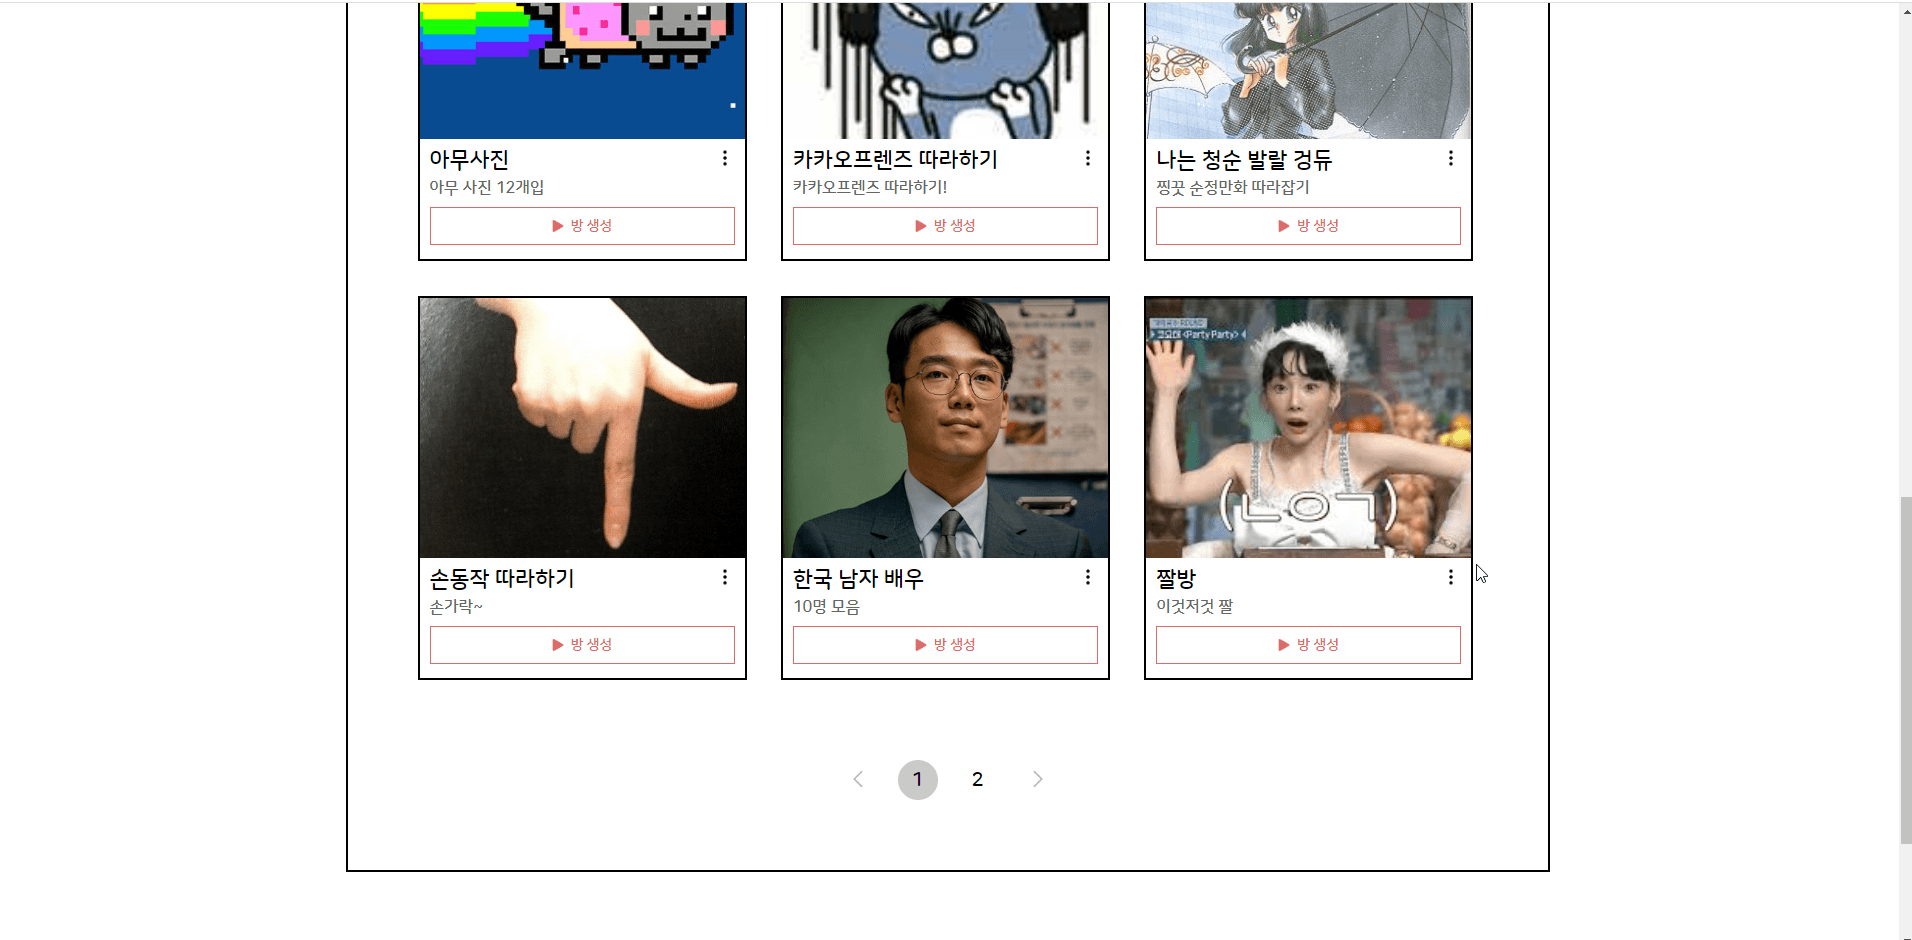 아무사진
아무 사진 12개입
방 생성
카카오프렌즈 따라하기
카카오프렌즈 따라하기!
방 생성
나는 청순 발랄 겅듀
찡끗 순정만화 따라잡기
방 생성
손동작 따라하기
손가락~
방 생성
한국 남자 배우
10명 모음
방 생성
<Party Party>
(ㄴㅇㄱ)
짤방
이것저것 짤
방 생성
1 2